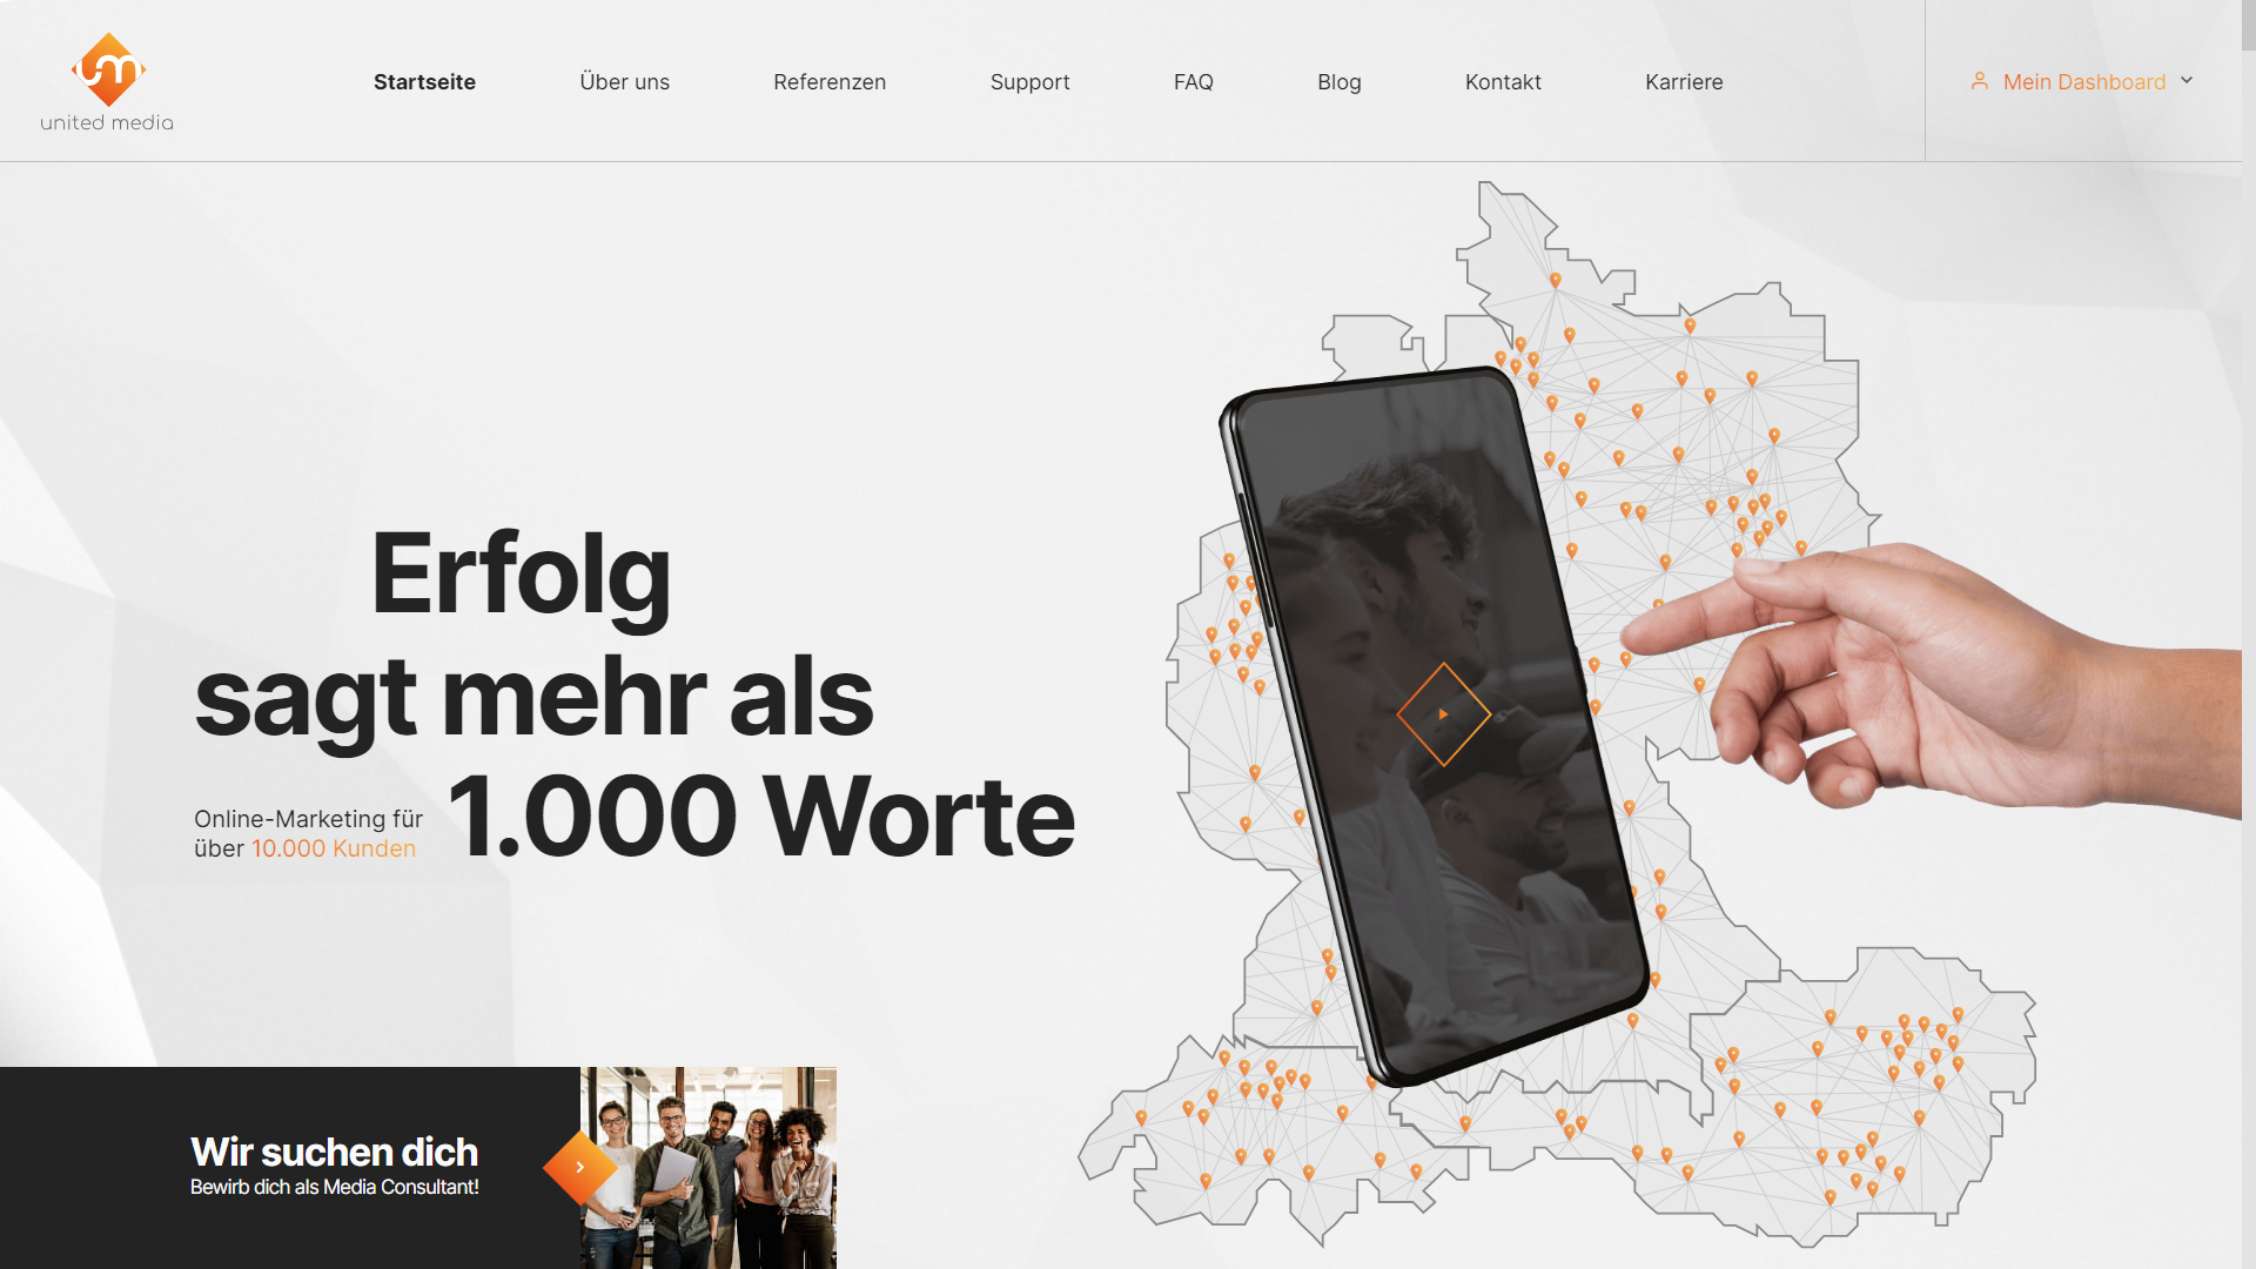 united media
Startseite
Über uns
Referenzen
Support
FAQ
Blog
Kontakt
Karriere
Mein Dashboard
Erfolg
sagt mehr als
1.000 Worte
Online-Marketing für
über 10.000 Kunden
Wir suchen dich
Bewirb dich als Media Consultant!